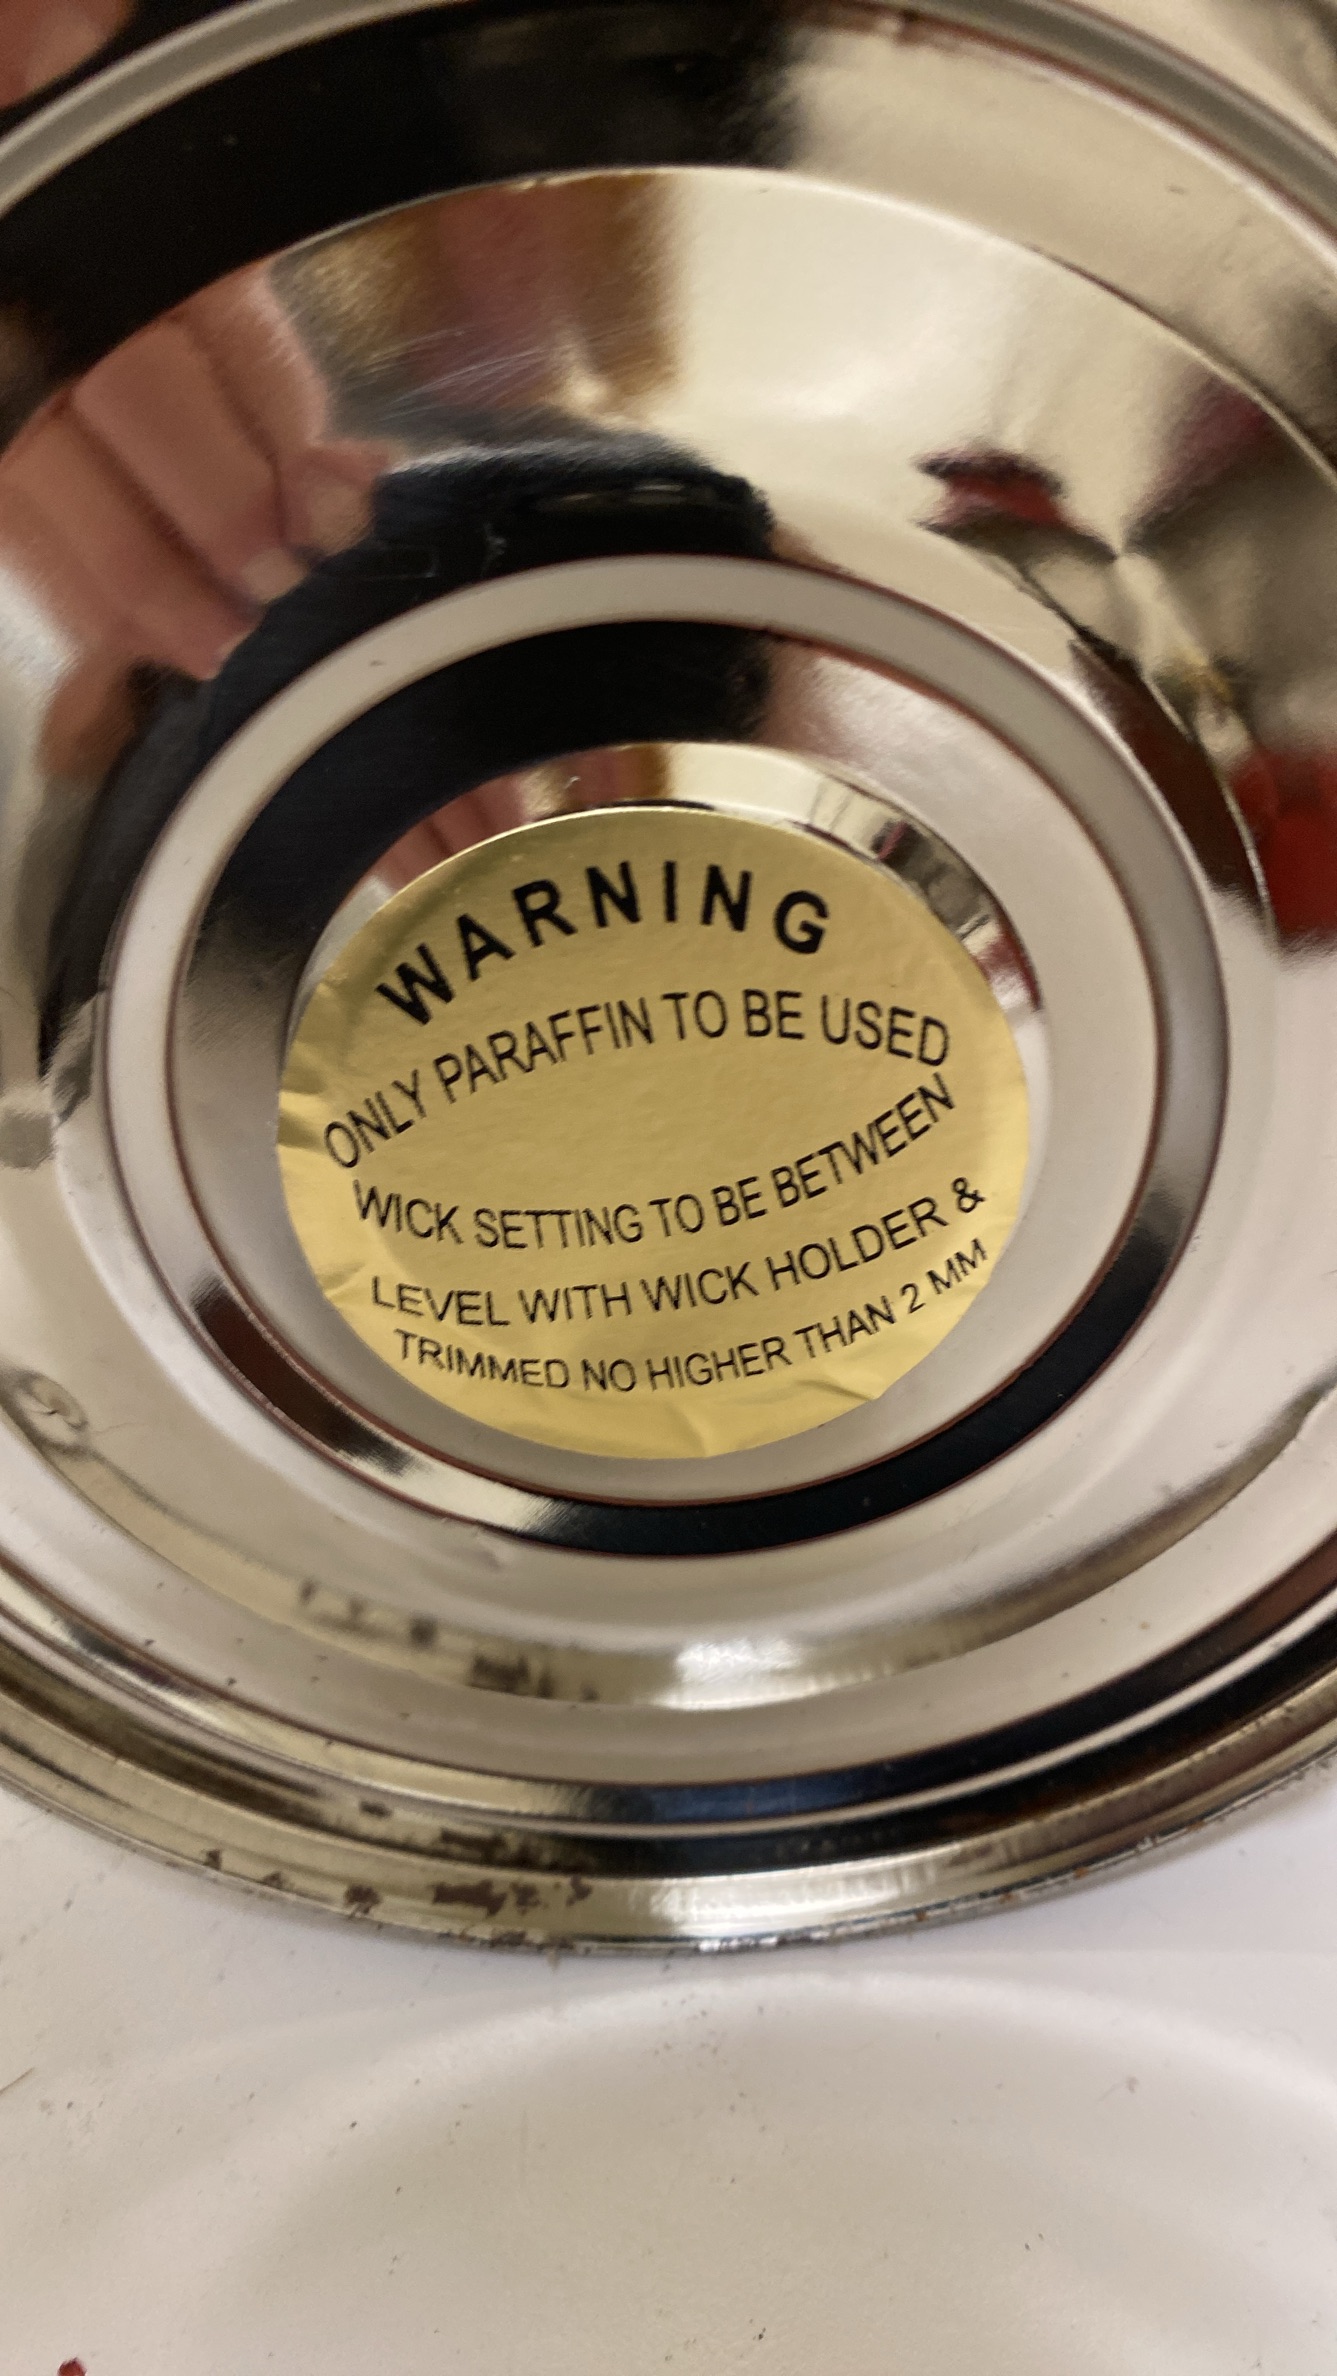 WARNING
ONLY PARAFFIN TO BE USED
WICK SETTING TO BE BETWEEN
LEVEL WITH WICK HOLDER &
TRIMMED NO HIGHER THAN 2 MM